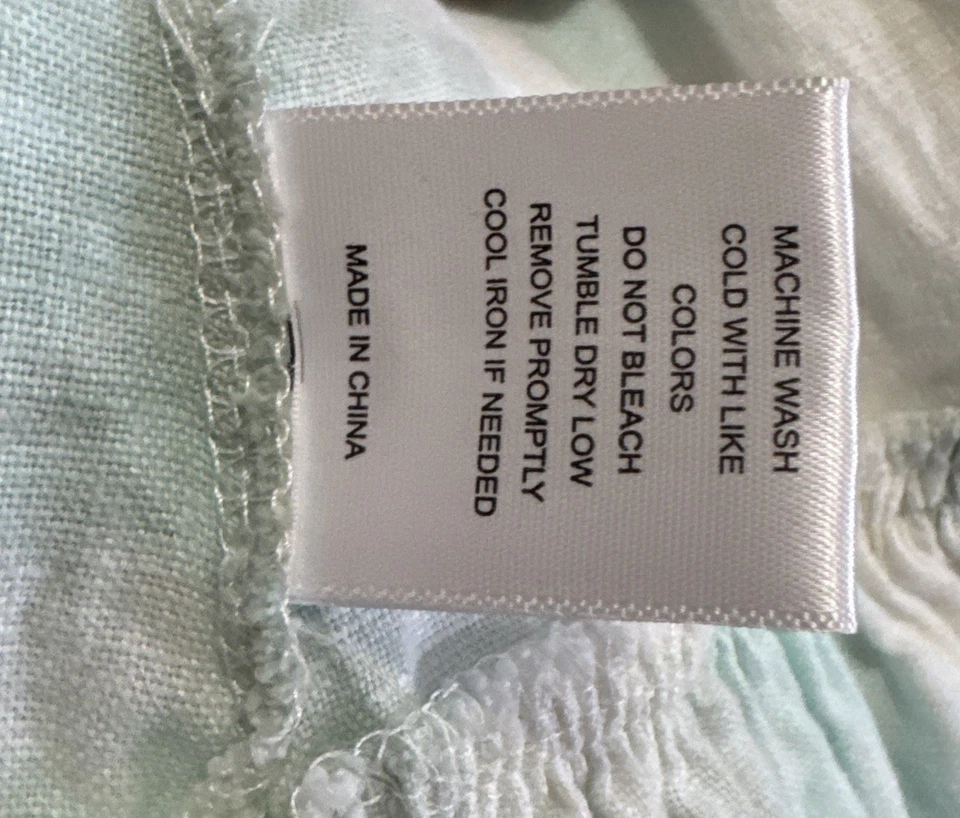 MACHINE WASH
COLD WITH LIKE
COLORS
DO NOT BLEACH
TUMBLE DRY LOW
REMOVE PROMPTLY
COOL IRON IF NEEDED
MADE IN CHINA